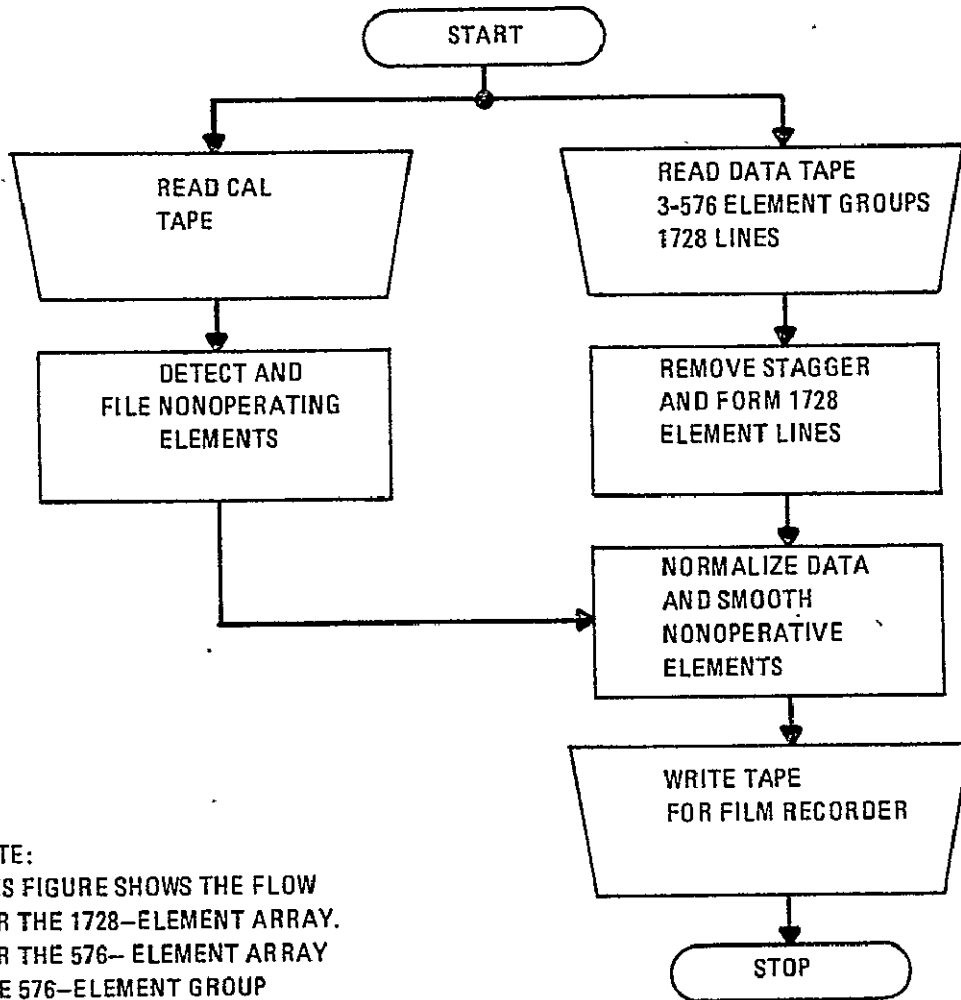 START
READ CAL
TAPE
READ DATA TAPE
3-576 ELEMENT GROUPS
1728 LINES
DETECT AND
FILE NONOPERATING
ELEMENTS
REMOVE STAGGER
AND FORM 1728
ELEMENT LINES
NORMALIZE DATA
AND SMOOTH
NONOPERATIVE
ELEMENTS
WRITE TAPE
FOR FILM RECORDER
STOP
TE:
S FIGURE SHOWS THE FLOW
R THE 1728–ELEMENT ARRAY.
R THE 576– ELEMENT ARRAY
E 576–ELEMENT GROUP